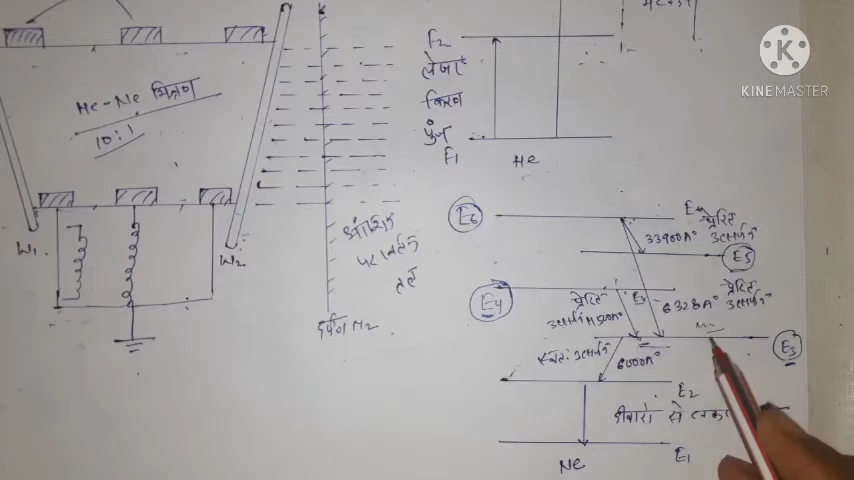 He-Ne मिश्रण
10:1
W1
W2
आंशिक
परावर्तक
तल
दर्पण M2
F2
लेजर
किरण
पुंज
F1
He
KINEMASTER
E6
प्रेरित
उत्सर्जन
33900A°
E5
E4
प्रेरित
उत्सर्जन
6328A°
प्रेरित
उत्सर्जन
E3
स्वतः उत्सर्जन
6000A°
E2
दीवारों से टक्कर
E1
Ne